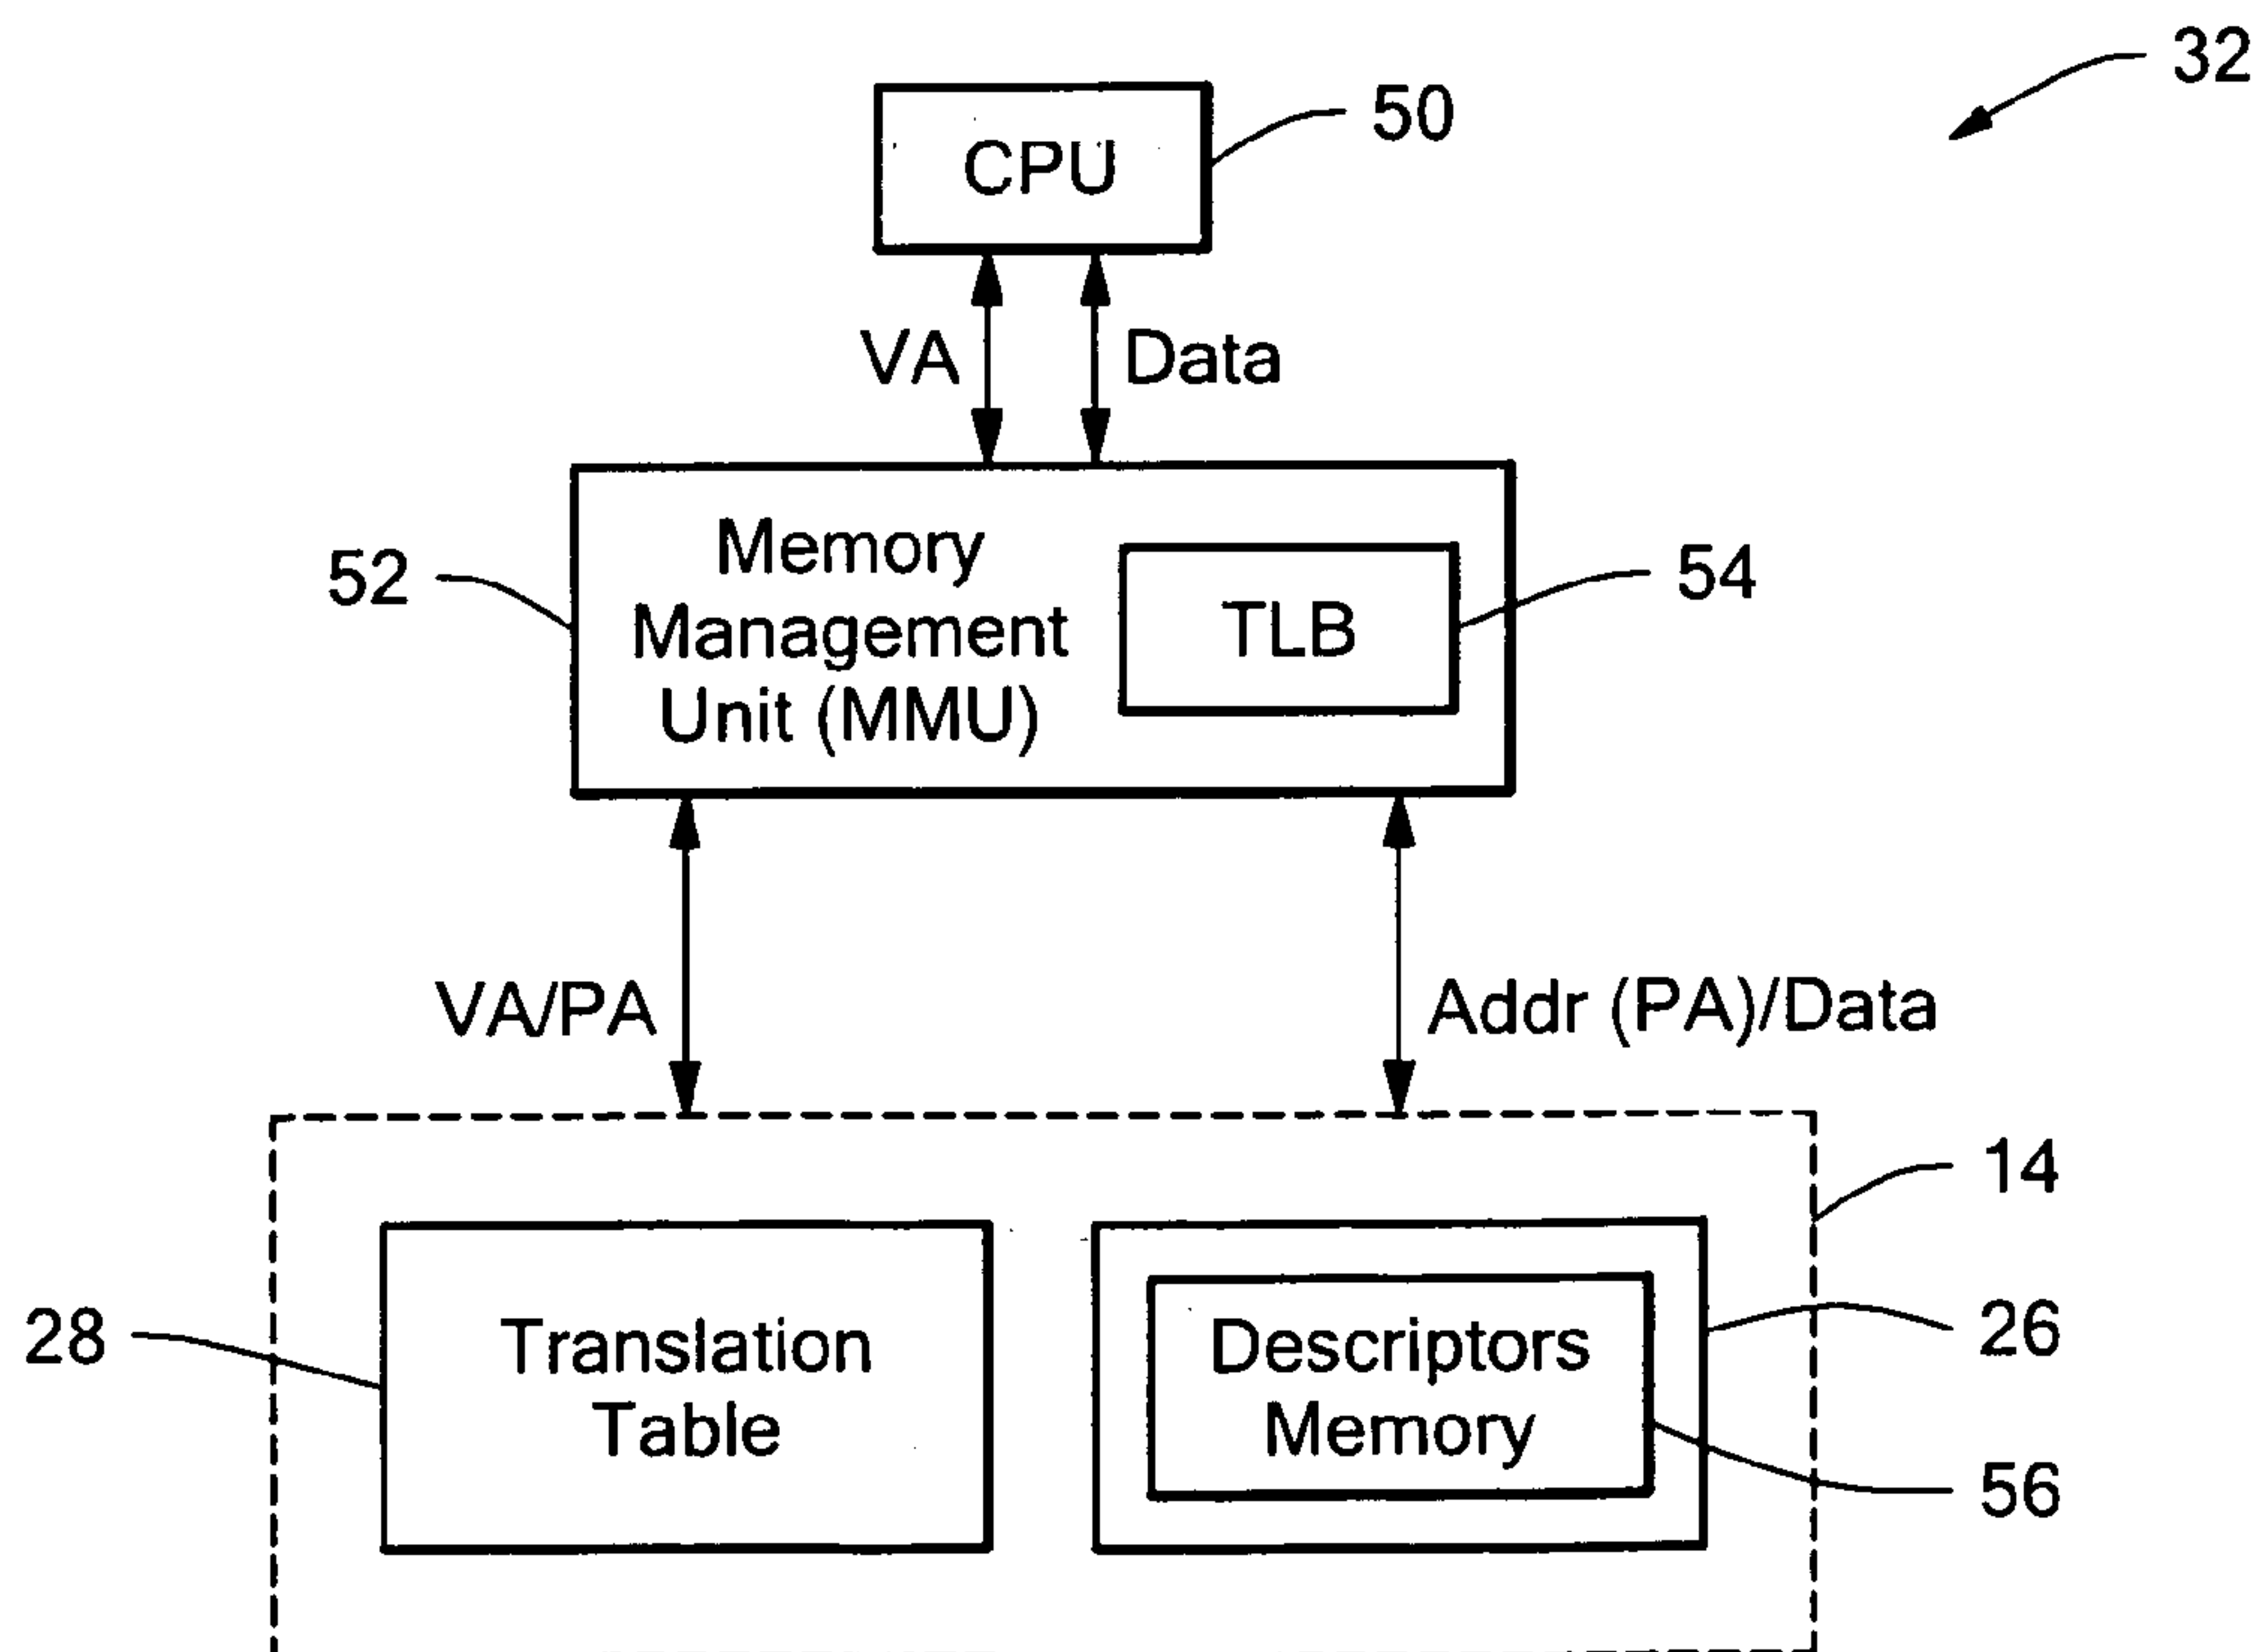 32
CPU
50
VA
Data
Memory
Management
Unit (MMU)
TLB
52
54
VA/PA
Addr (PA)/Data
14
Translation
Table
28
Descriptors
Memory
26
56